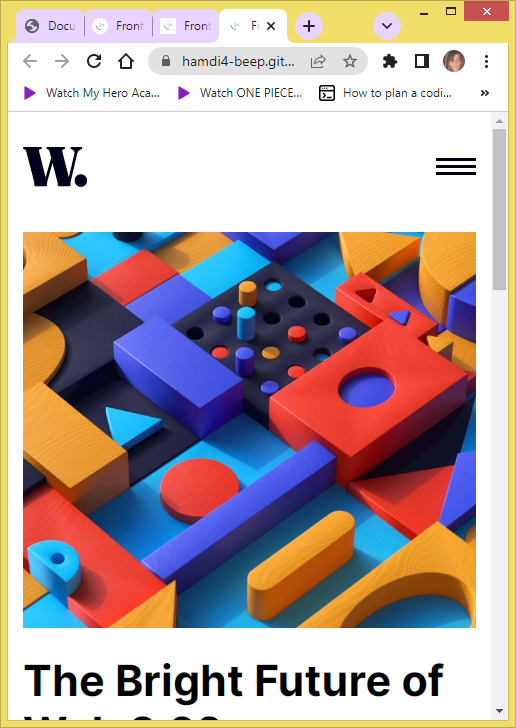 Docu
Front
Front
Fr
hamdi4-beep.git...
Watch My Hero Aca...
Watch ONE PIECE...
How to plan a codi...
W.
The Bright Future of